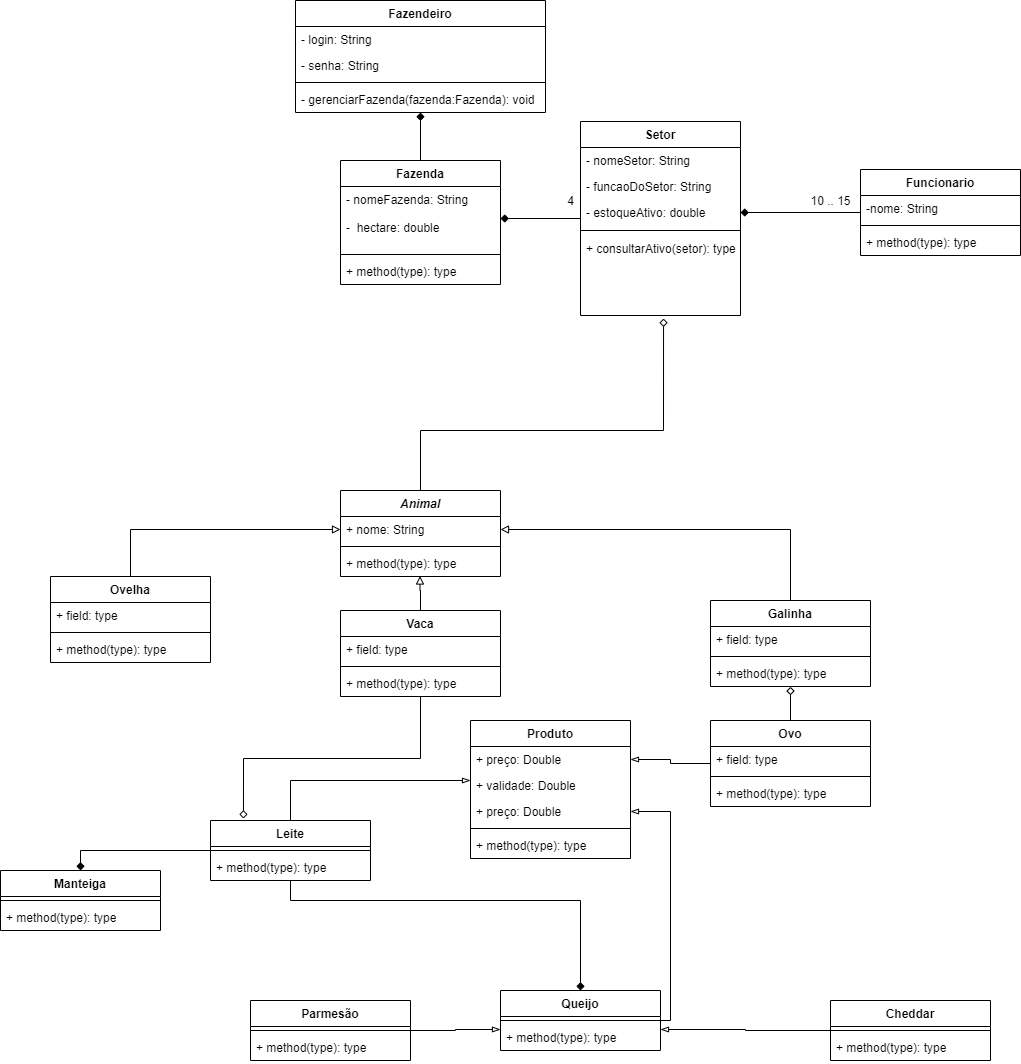 Fazendeiro
- login: String
- senha: String
- gerenciarFazenda(fazenda:Fazenda): void
Fazenda
- nomeFazenda: String
- hectare: double
+ method(type): type
4
Setor
- nomeSetor: String
- funcaoDoSetor: String
- estoqueAtivo: double
+ consultarAtivo(setor): type
10 .. 15
Funcionario
-nome: String
+ method(type): type
Animal
+ nome: String
+ method(type): type
Ovelha
+ field: type
+ method(type): type
Vaca
+ field: type
+ method(type): type
Galinha
+ field: type
+ method(type): type
Produto
+ preço: Double
+ validade: Double
+ preço: Double
+ method(type): type
Ovo
+ field: type
+ method(type): type
Leite
+ method(type): type
Manteiga
+ method(type): type
Parmesão
+ method(type): type
Queijo
+ method(type): type
Cheddar
+ method(type): type